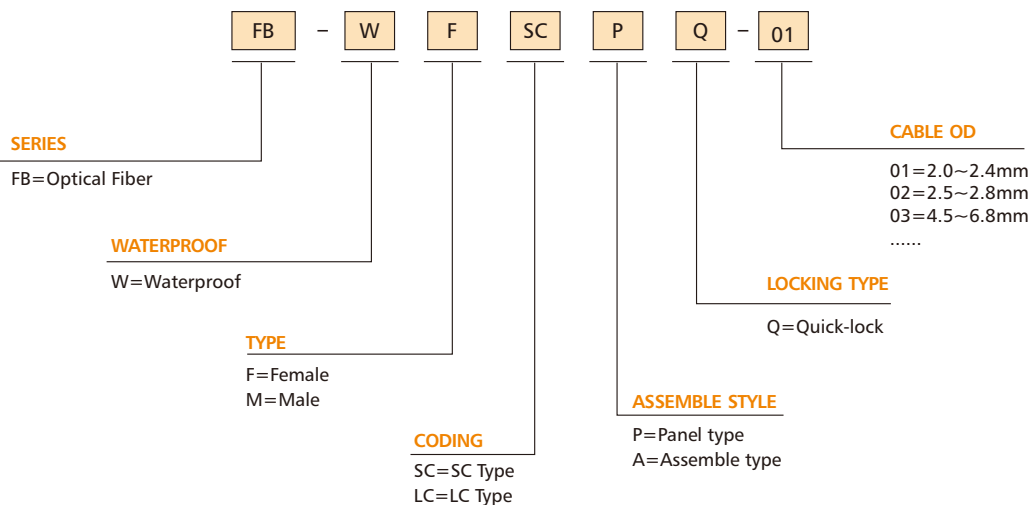 FB – W F SC P Q – 01
SERIES
FB=Optical Fiber
WATERPROOF
W=Waterproof
TYPE
F=Female
M=Male
CODING
SC=SC Type
LC=LC Type
ASSEMBLE STYLE
P=Panel type
A=Assemble type
LOCKING TYPE
Q=Quick-lock
CABLE OD
01=2.0~2.4mm
02=2.5~2.8mm
03=4.5~6.8mm
......